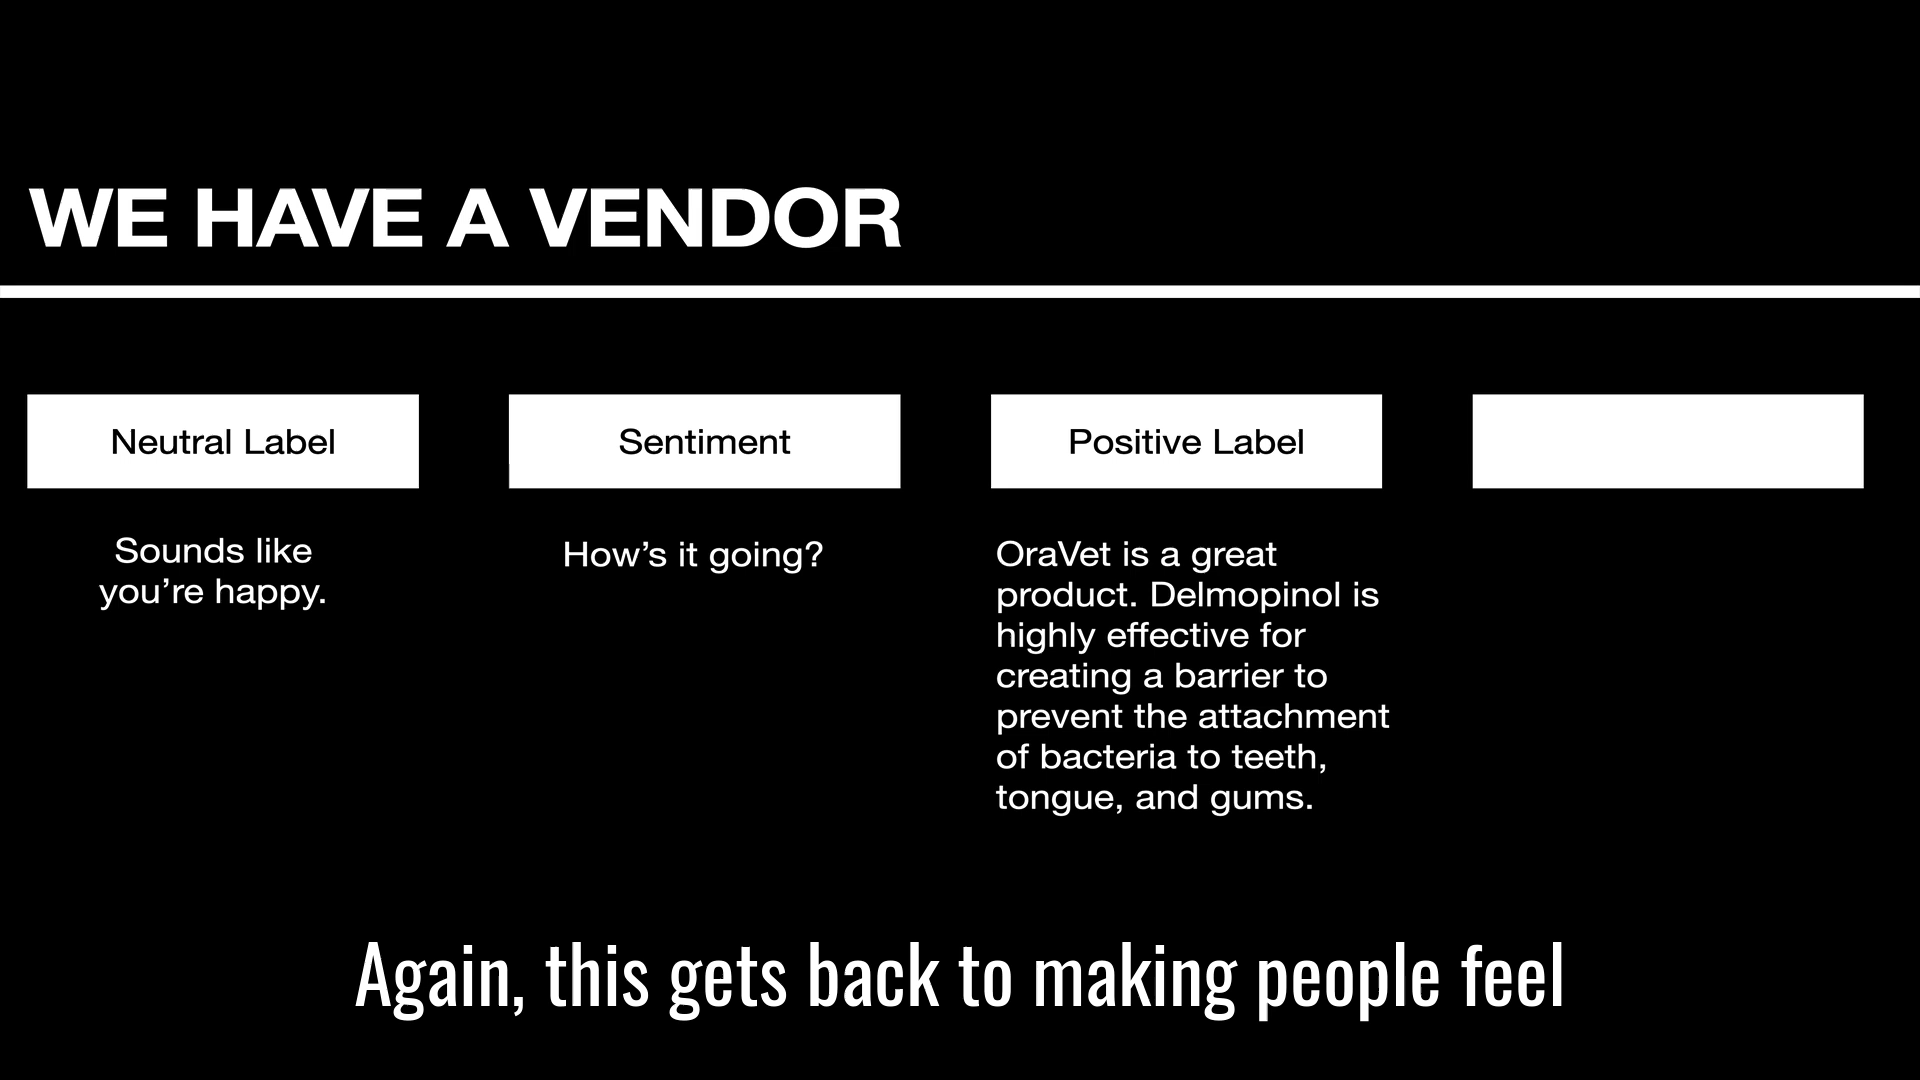 WE HAVE A VENDOR
Neutral Label
Sounds like
you're happy.
Sentiment
How's it going?
Positive Label
OraVet is a great
product. Delmopinol is
highly effective for
creating a barrier to
prevent the attachment
of bacteria to teeth,
tongue, and gums.
Again, this gets back to making people feel